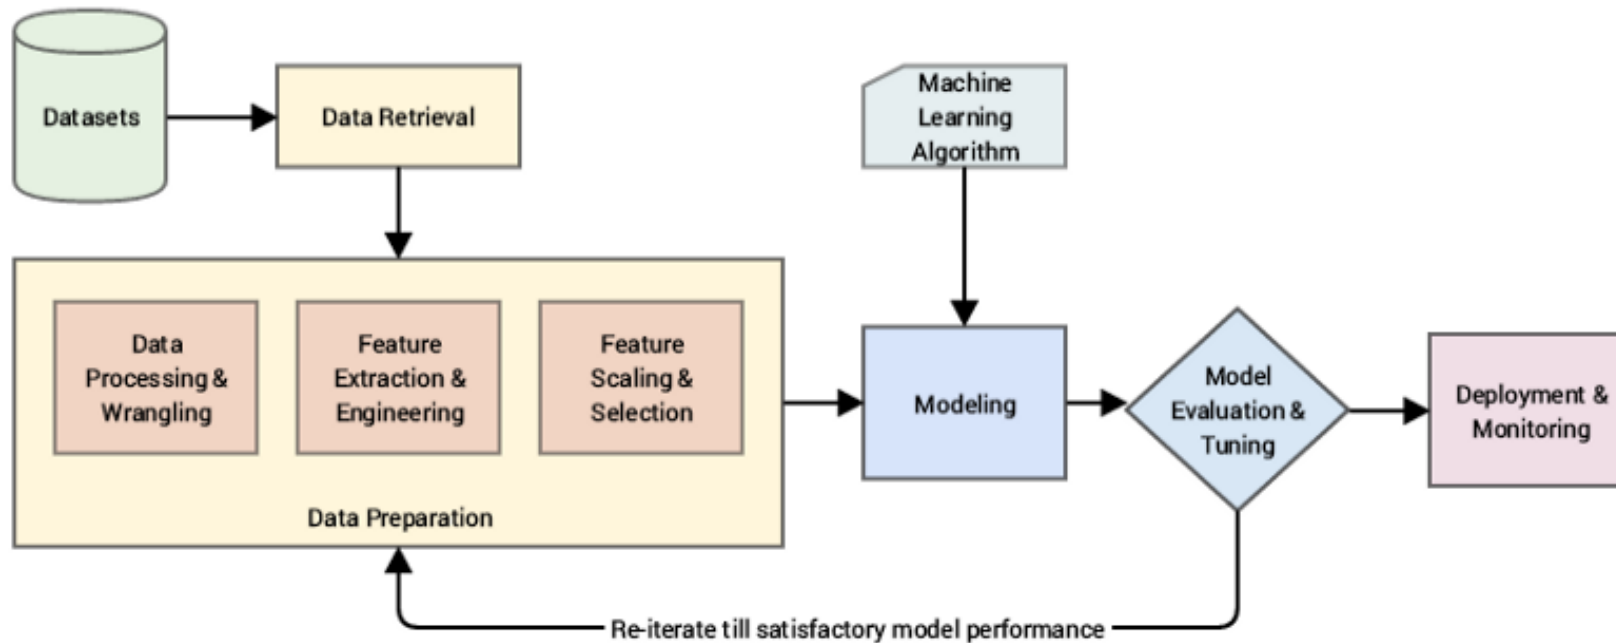 Datasets
Data Retrieval
Machine
Learning
Algorithm
Data
Processing &
Wrangling
Feature
Extraction &
Engineering
Feature
Scaling &
Selection
Data Preparation
Modeling
Model
Evaluation &
Tuning
Deployment &
Monitoring
Re-iterate till satisfactory model performance